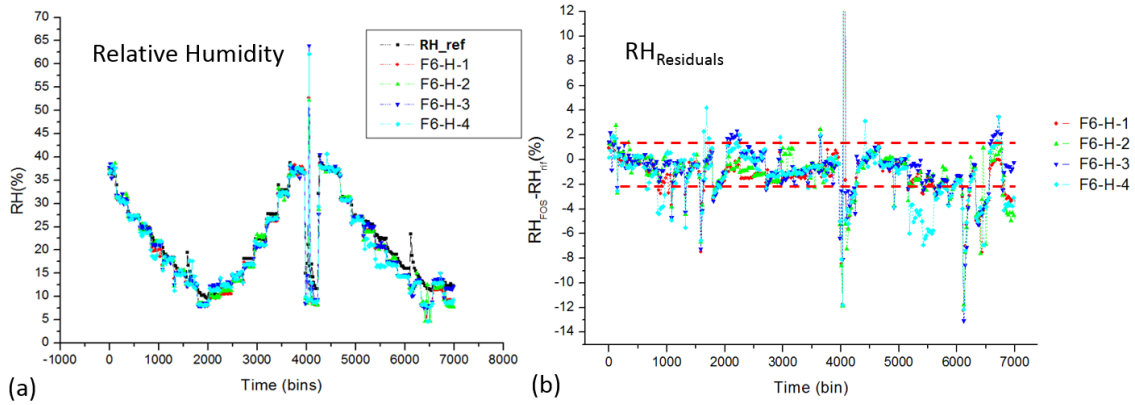 Relative Humidity
RH_ref
F6-H-1
F6-H-2
F6-H-3
F6-H-4
RH(%)
70
65
60
55
50
45
40
35
30
25
20
15
10
5
0
-1000 0 1000 2000 3000 4000 5000 6000 7000 8000
Time (bins)
(a)
RH_Residuals
F6-H-1
F6-H-2
F6-H-3
F6-H-4
12
10
8
6
4
2
0
-2
-4
-6
-8
-10
-12
-14
0 1000 2000 3000 4000 5000 6000 7000
Time (bin)
(b)